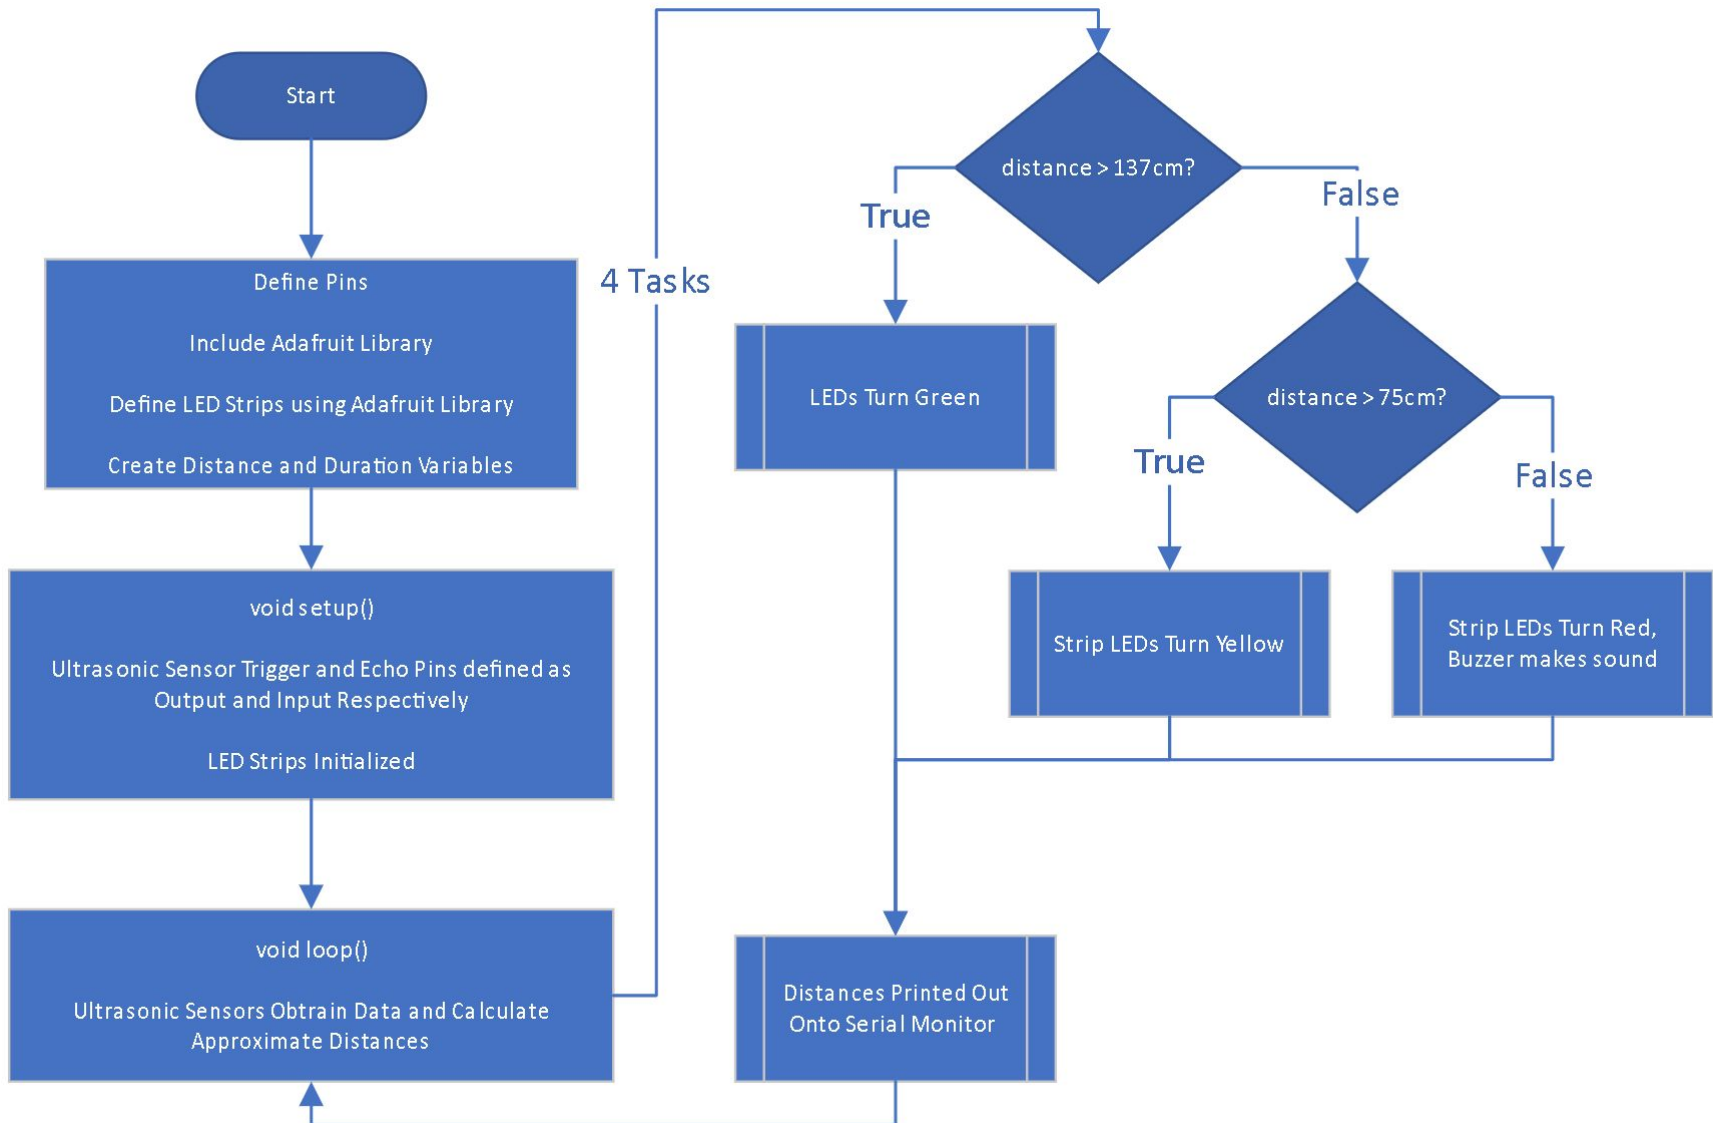 Start
Define Pins
Include Adafruit Library
Define LED Strips using Adafruit Library
Create Distance and Duration Variables
void setup()
Ultrasonic Sensor Trigger and Echo Pins defined as
Output and Input Respectively
LED Strips Initialized
void loop()
Ultrasonic Sensors Obtrain Data and Calculate
Approximate Distances
4 Tasks
distance > 137cm?
True
False
LEDs Turn Green
distance > 75cm?
True
False
Strip LEDs Turn Yellow
Strip LEDs Turn Red,
Buzzer makes sound
Distances Printed Out
Onto Serial Monitor